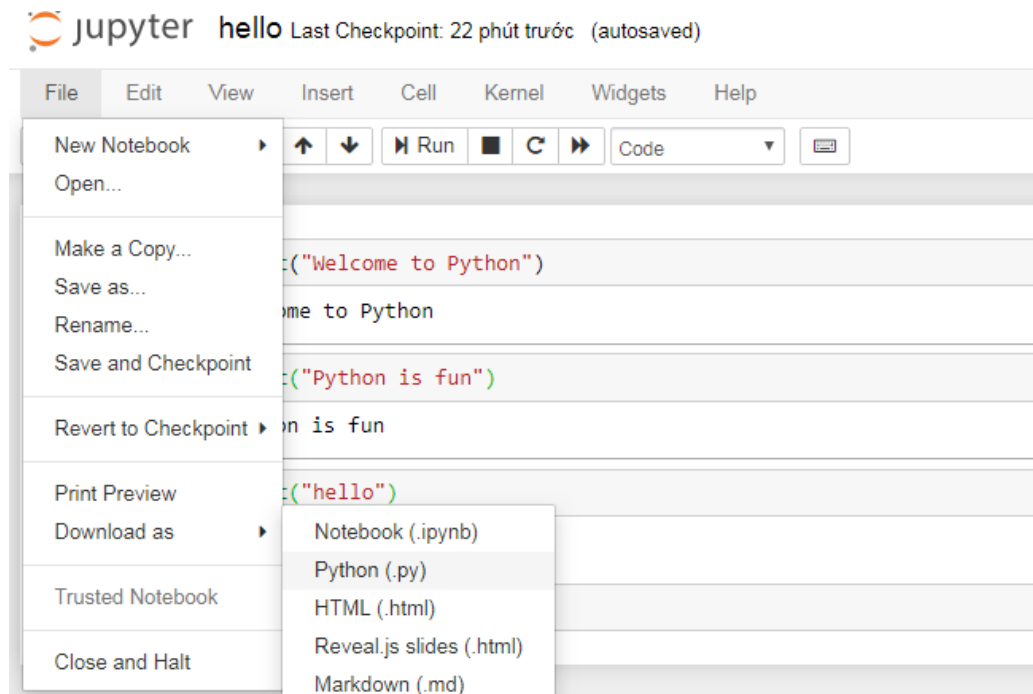 jupyter hello Last Checkpoint: 22 phút trước (autosaved)
File Edit View Insert Cell Kernel Widgets Help
New Notebook Run Code
Open...
Make a Copy...
("Welcome to Python")
Save as...
me to Python
Rename...
Save and Checkpoint
("Python is fun")
Revert to Checkpoint n is fun
Print Preview ("hello")
Download as Notebook (.ipynb)
Python (.py)
Trusted Notebook
HTML (.html)
Reveal.js slides (.html)
Close and Halt
Markdown (.md)